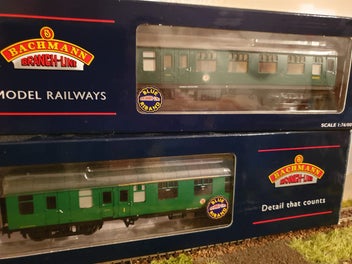 BACHMANN
BRANCH-LINE
MODEL RAILWAYS
BLUE
RIBAND
SCALE 1:76/00
BACHMANN
BRANCH-LINE
BLUE
RIBAND
Detail that counts